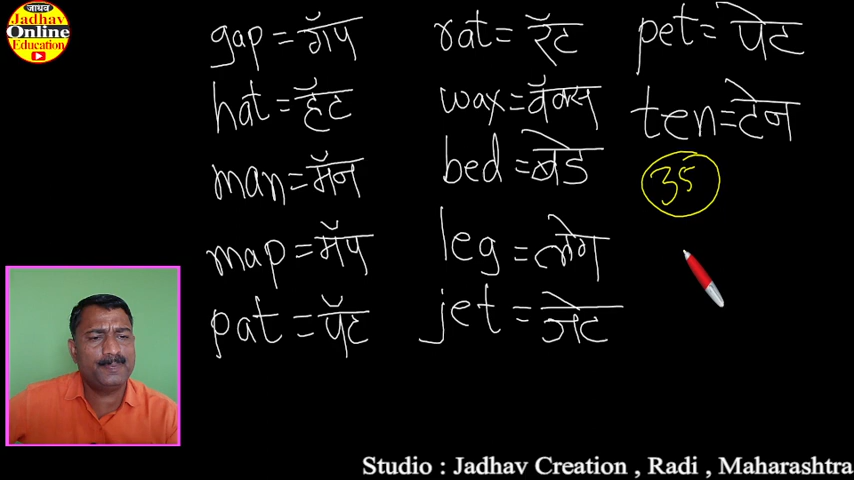 जाधव
Jadhav
Online
Education
gap = गॅप
hat = हॅट
man = मॅन
map = मॅप
pat = पॅट
rat = रॅट
wax = वॅक्स
bed = बेड
leg = लेग
jet = जेट
pet = पेट
ten = टेन
35
Studio : Jadhav Creation , Radi , Maharashtra